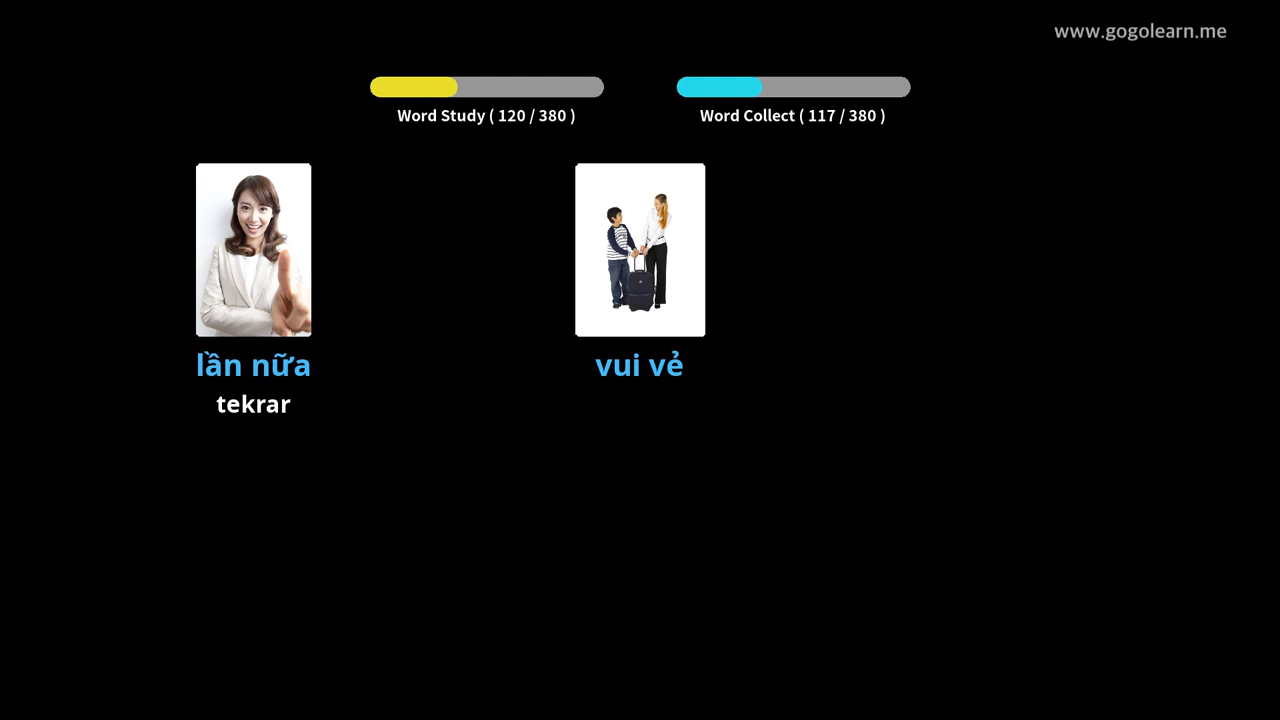 www.gogolearn.me
Word Study ( 120 / 380 )
Word Collect ( 117 / 380 )
lần nữa
tekrar
vui vẻ